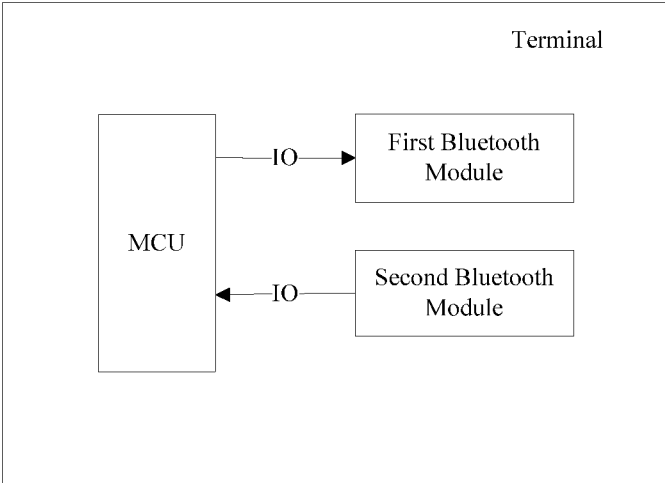 Terminal
IO
First Bluetooth
Module
MCU
IO
Second Bluetooth
Module